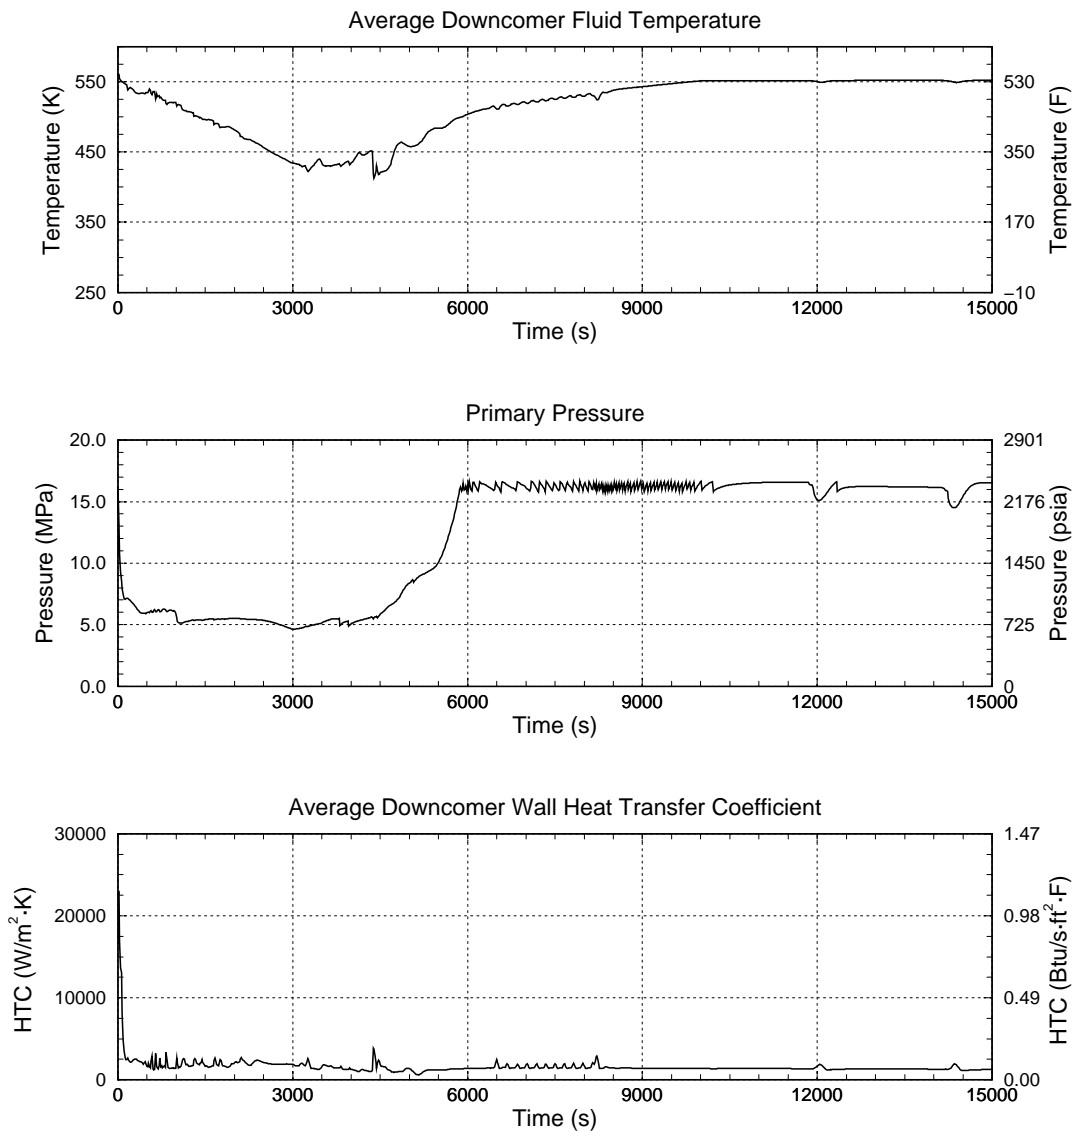 Average Downcomer Fluid Temperature
550
450
350
250
Temperature (K)
530
350
170
−10
Temperature (F)
0 3000 6000 9000 12000 15000
Time (s)
Primary Pressure
20.0
15.0
10.0
5.0
0.0
Pressure (MPa)
2901
2176
1450
725
0
Pressure (psia)
0 3000 6000 9000 12000 15000
Time (s)
Average Downcomer Wall Heat Transfer Coefficient
30000
20000
10000
0
HTC (W/m²·K)
1.47
0.98
0.49
0.00
HTC (Btu/s·ft²·F)
0 3000 6000 9000 12000 15000
Time (s)